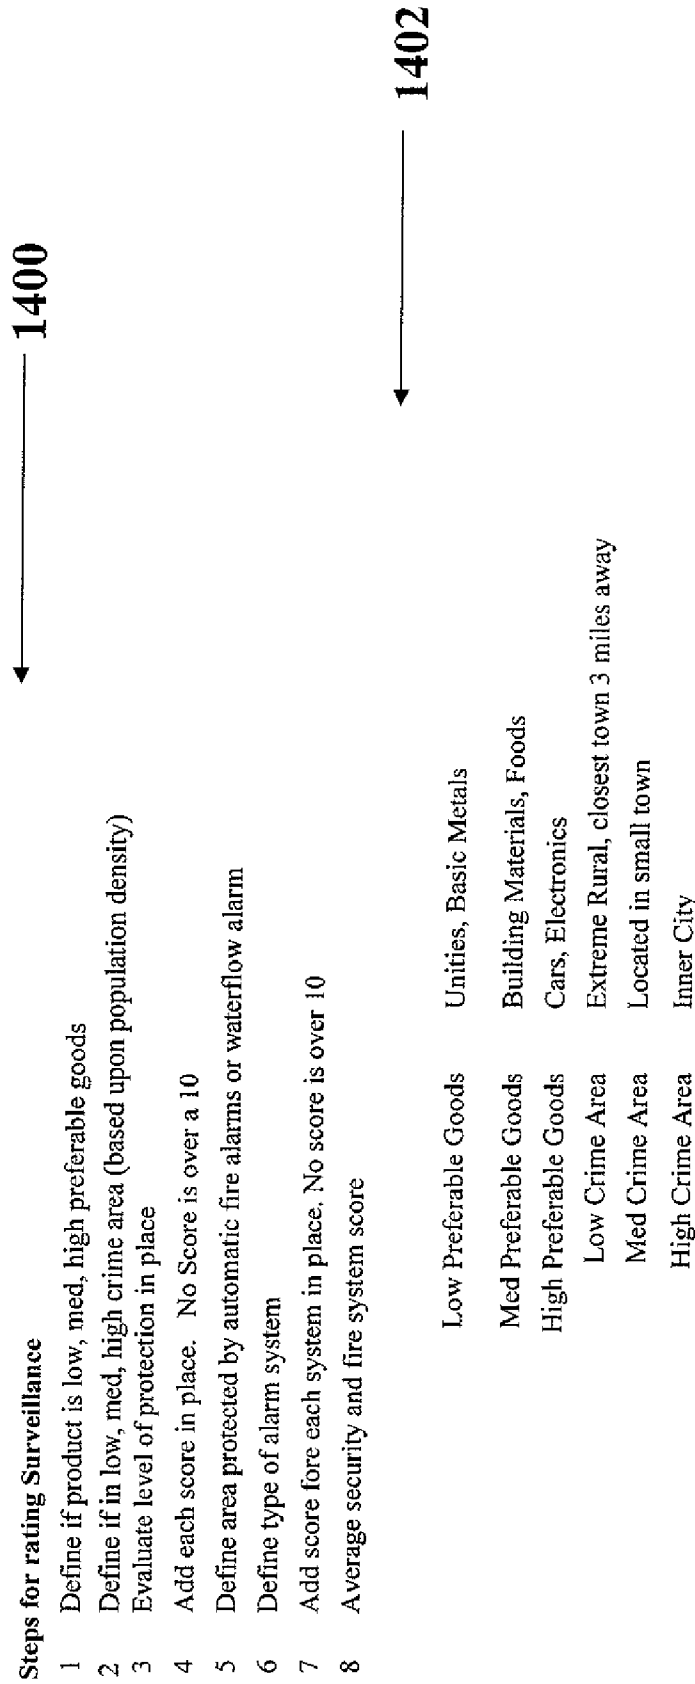 1400
Steps for rating Surveillance
1 Define if product is low, med, high preferable goods
2 Define if in low, med, high crime area (based upon population density)
3 Evaluate level of protection in place
4 Add each score in place. No Score is over a 10
5 Define area protected by automatic fire alarms or waterflow alarm
6 Define type of alarm system
7 Add score fore each system in place. No score is over 10
8 Average security and fire system score
1402
Low Preferable Goods Unities, Basic Metals
Med Preferable Goods Building Materials, Foods
High Preferable Goods Cars, Electronics
Low Crime Area Extreme Rural, closest town 3 miles away
Med Crime Area Located in small town
High Crime Area Inner City